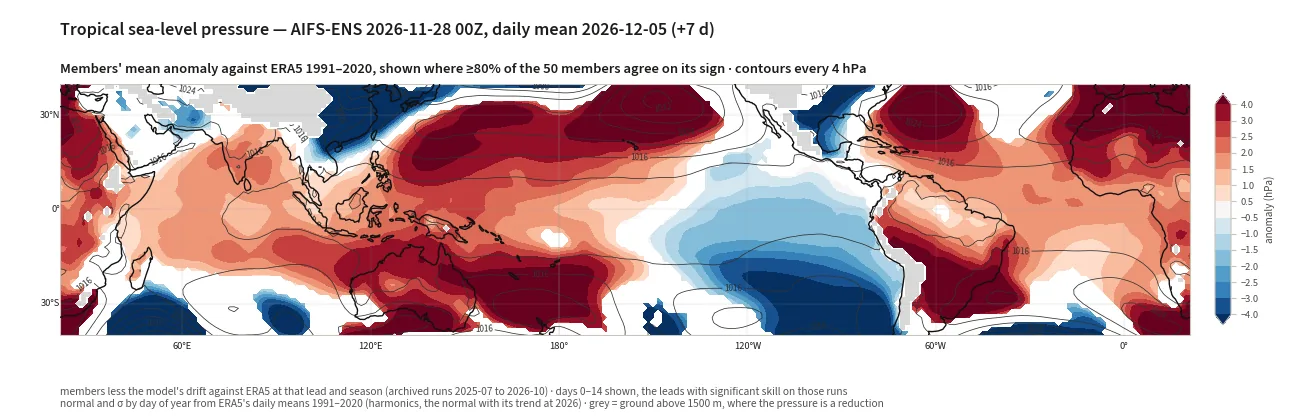 Tropical sea-level pressure — AIFS-ENS 2026-11-28 00Z, daily mean 2026-12-05 (+7 d)
Members' mean anomaly against ERA5 1991–2020, shown where ≥80% of the 50 members agree on its sign · contours every 4 hPa
30°N
0°
30°S
1024
1016
1016
1016
1016
1016
1016
1016
1016
1016
1016
1016
60°E
120°E
180°
120°W
60°W
0°
4.0
3.0
2.5
2.0
1.5
1.0
0.5
−0.5
−1.0
−1.5
−2.0
−2.5
−3.0
−4.0
anomaly (hPa)
members less the model's drift against ERA5 at that lead and season (archived runs 2025-07 to 2026-10) · days 0–14 shown, the leads with significant skill on those runs
normal and σ by day of year from ERA5's daily means 1991–2020 (harmonics, the normal with its trend at 2026) · grey = ground above 1500 m, where the pressure is a reduction